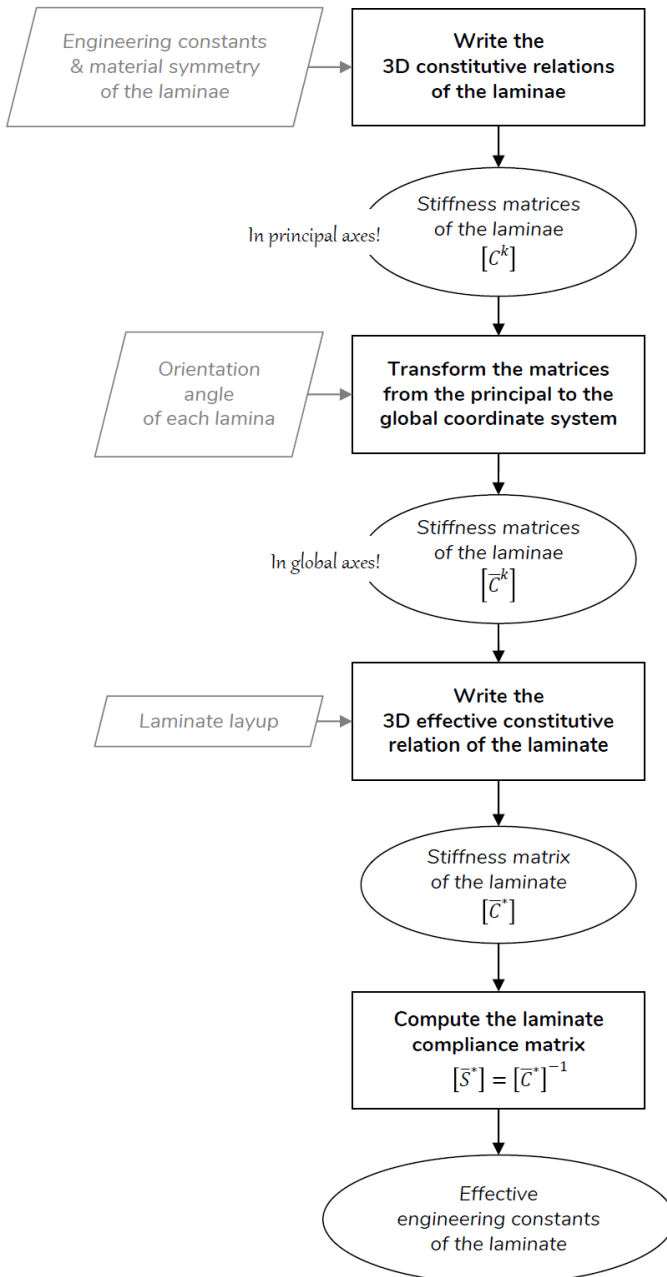 Engineering constants
& material symmetry
of the laminae
Write the
3D constitutive relations
of the laminae
In principal axes!
Stiffness matrices
of the laminae
[C^k]
Orientation
angle
of each lamina
Transform the matrices
from the principal to the
global coordinate system
In global axes!
Stiffness matrices
of the laminae
[C̅^k]
Laminate layup
Write the
3D effective constitutive
relation of the laminate
Stiffness matrix
of the laminate
[C̅^*]
Compute the laminate
compliance matrix
[S̅^*] = [C̅^*]^−1
Effective
engineering constants
of the laminate